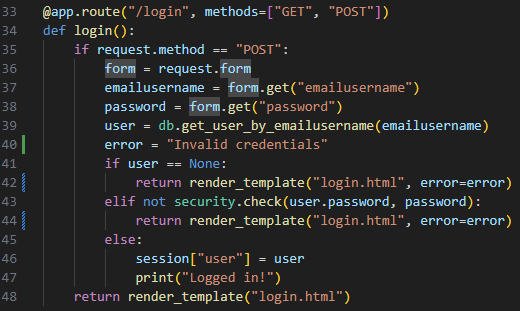 33 @app.route("/login", methods=["GET", "POST"])
34 def login():
35     if request.method == "POST":
36         form = request.form
37         emailusername = form.get("emailusername")
38         password = form.get("password")
39         user = db.get_user_by_emailusername(emailusername)
40         error = "Invalid credentials"
41         if user == None:
42             return render_template("login.html", error=error)
43         elif not security.check(user.password, password):
44             return render_template("login.html", error=error)
45         else:
46             session["user"] = user
47             print("Logged in!")
48     return render_template("login.html")